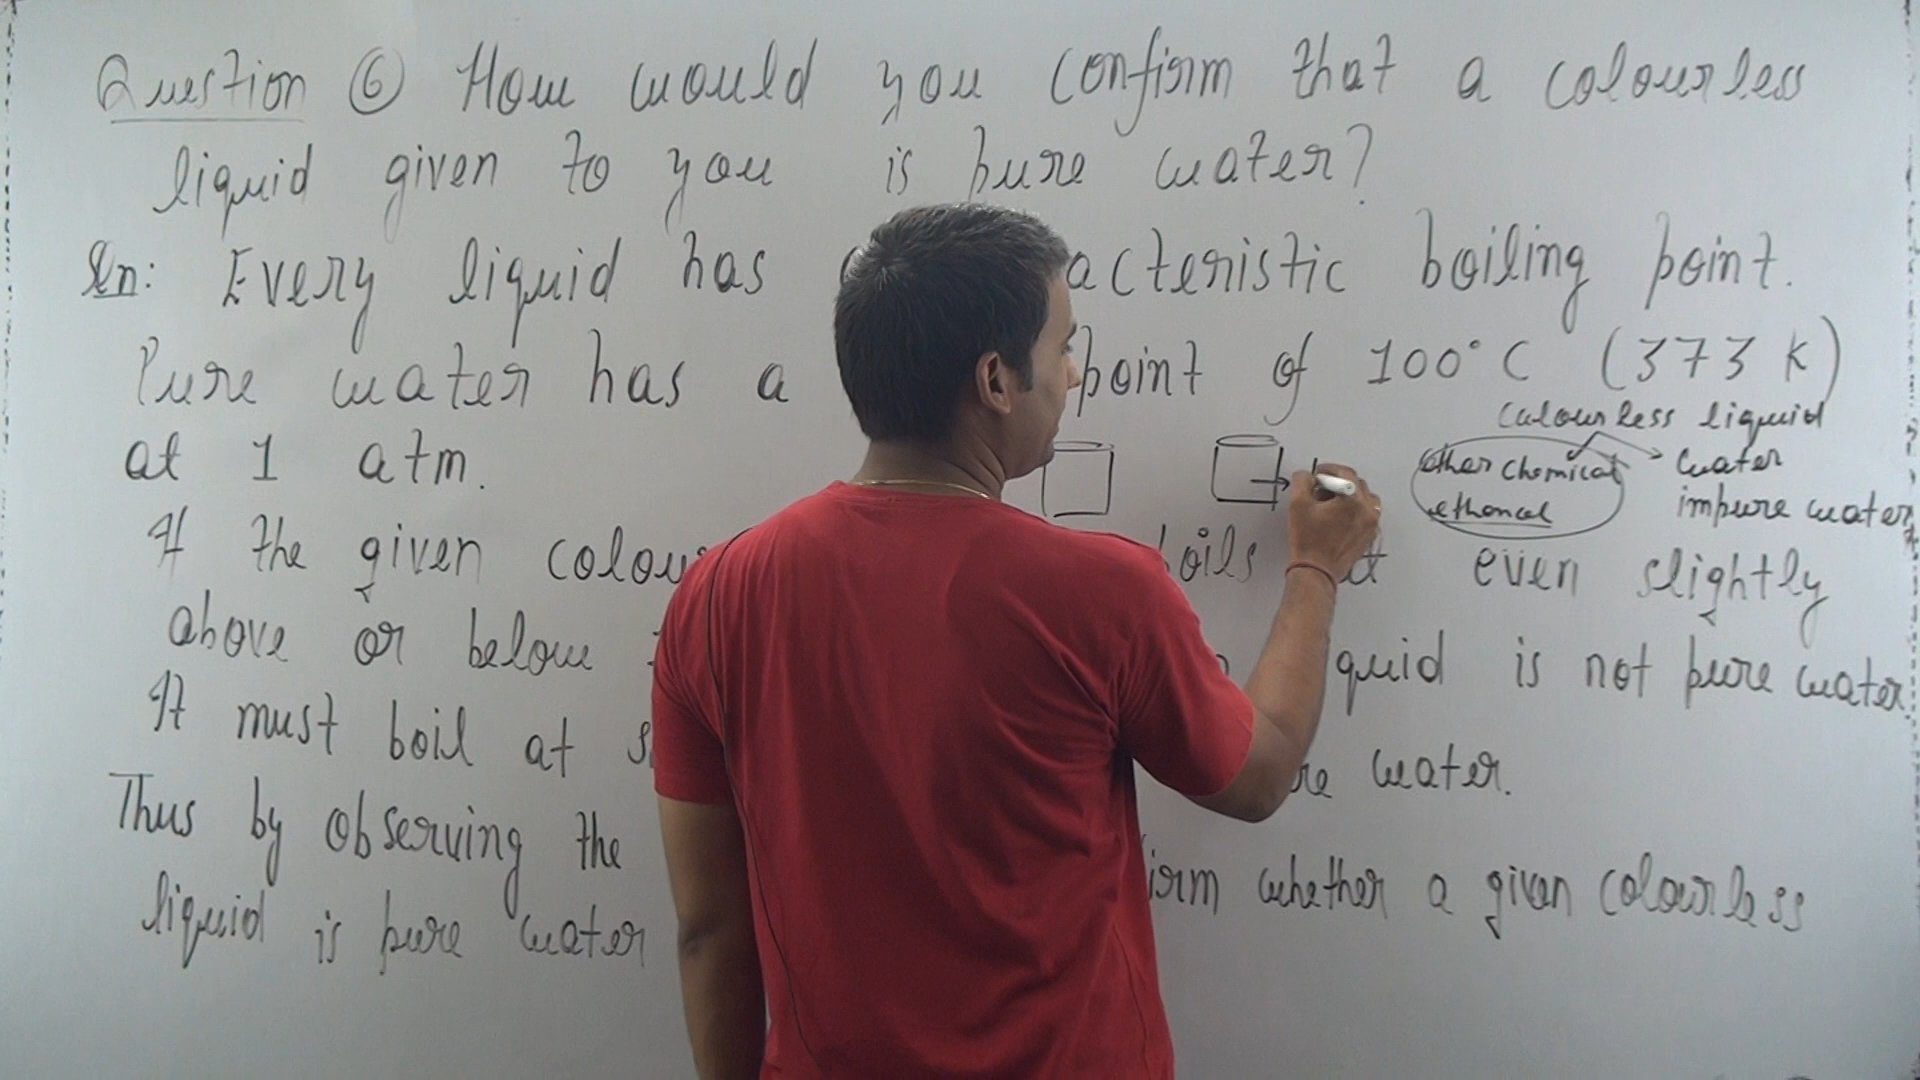 Question ⑥ How would you confirm that a colourless
liquid given to you is pure water?
Sn: Every liquid has acteristic boiling point.
Pure water has a point of 100°C (373 K)
at 1 atm.
colourless liquid
other chemical
ethanol
water
impure water
If the given colou oils at even slightly
above or below quid is not pure water
It must boil at s re water.
Thus by observing the irm whether a given colourless
liquid is pure water